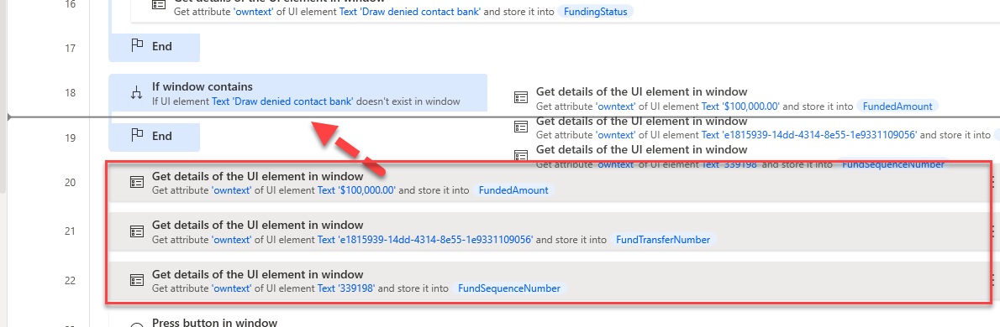 16
Get details of the UI element in window
Get attribute 'owntext' of UI element Text 'Draw denied contact bank' and store it into FundingStatus
17
End
18
If window contains
If UI element Text 'Draw denied contact bank' doesn't exist in window
Get details of the UI element in window
Get attribute 'owntext' of UI element Text '$100,000.00' and store it into FundedAmount
19
End
Get details of the UI element in window
Get attribute 'owntext' of UI element Text 'e1815939-14dd-4314-8e55-1e9331109056' and store it into
Get details of the UI element in window
Get attribute 'owntext' of UI element Text '339198' and store it into FundSequenceNumber
20
Get details of the UI element in window
Get attribute 'owntext' of UI element Text '$100,000.00' and store it into FundedAmount
21
Get details of the UI element in window
Get attribute 'owntext' of UI element Text 'e1815939-14dd-4314-8e55-1e9331109056' and store it into FundTransferNumber
22
Get details of the UI element in window
Get attribute 'owntext' of UI element Text '339198' and store it into FundSequenceNumber
Press button in window